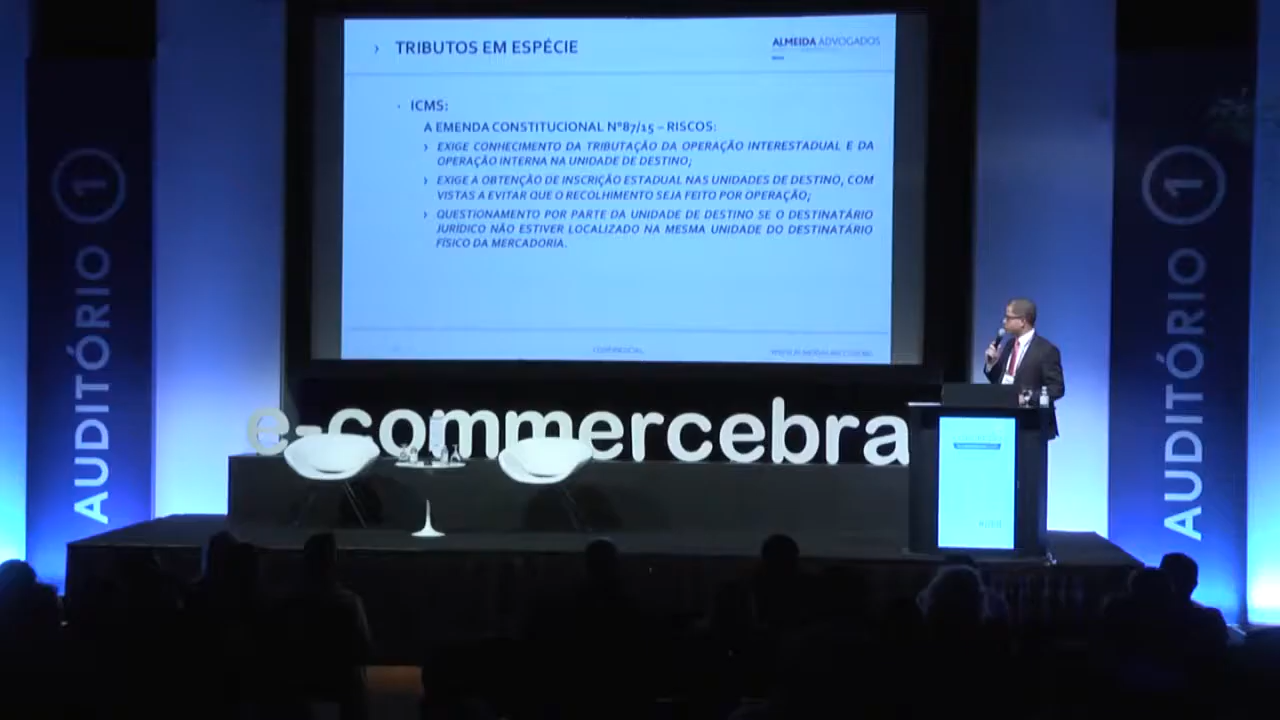 › TRIBUTOS EM ESPÉCIE
ALMEIDA ADVOGADOS
ICMS:
A EMENDA CONSTITUCIONAL N°87/15 – RISCOS:
› EXIGE CONHECIMENTO DA TRIBUTAÇÃO DA OPERAÇÃO INTERESTADUAL E DA
OPERAÇÃO INTERNA NA UNIDADE DE DESTINO;
› EXIGE A OBTENÇÃO DE INSCRIÇÃO ESTADUAL NAS UNIDADES DE DESTINO, COM
VISTAS A EVITAR QUE O RECOLHIMENTO SEJA FEITO POR OPERAÇÃO;
› QUESTIONAMENTO POR PARTE DA UNIDADE DE DESTINO SE O DESTINATÁRIO
JURÍDICO NÃO ESTIVER LOCALIZADO NA MESMA UNIDADE DO DESTINATÁRIO
FÍSICO DA MERCADORIA.
AUDITÓRIO 1
AUDITÓRIO 1
e-commercebra